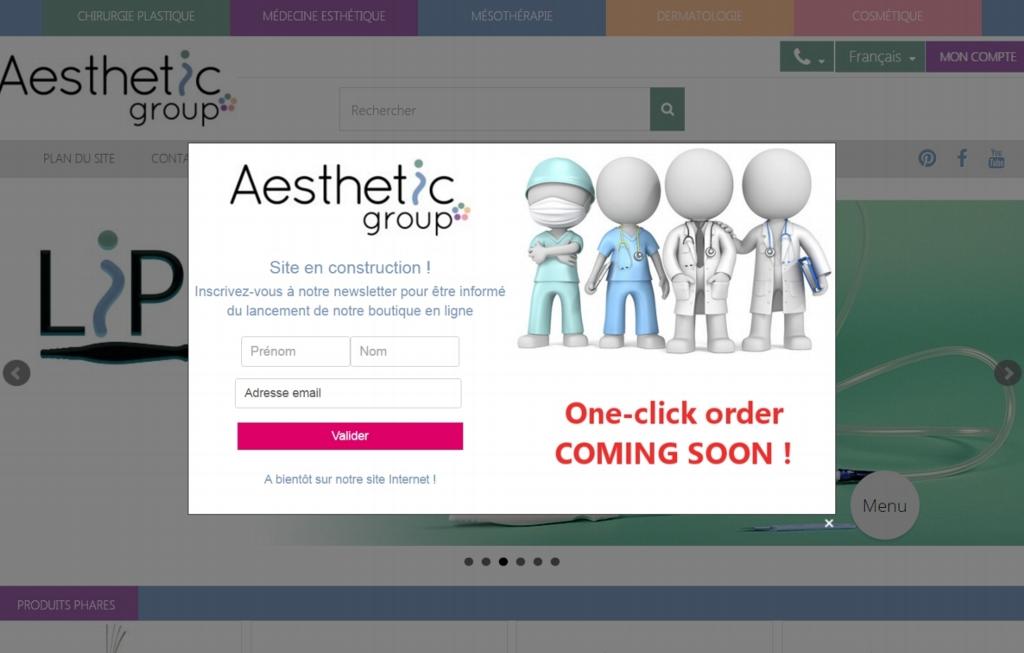 CHIRURGIE PLASTIQUE
MÉDECINE ESTHÉTIQUE
MÉSOTHÉRAPIE
DERMATOLOGIE
COSMÉTIQUE
Aesthetic
group
Français
MON COMPTE
Rechercher
PLAN DU SITE
CONTA
You
Tube
LiP
Aesthetic
group
Site en construction !
Inscrivez-vous à notre newsletter pour être informé
du lancement de notre boutique en ligne
Prénom
Nom
Adresse email
Valider
A bientôt sur notre site Internet !
One-click order
COMING SOON !
Menu
PRODUITS PHARES